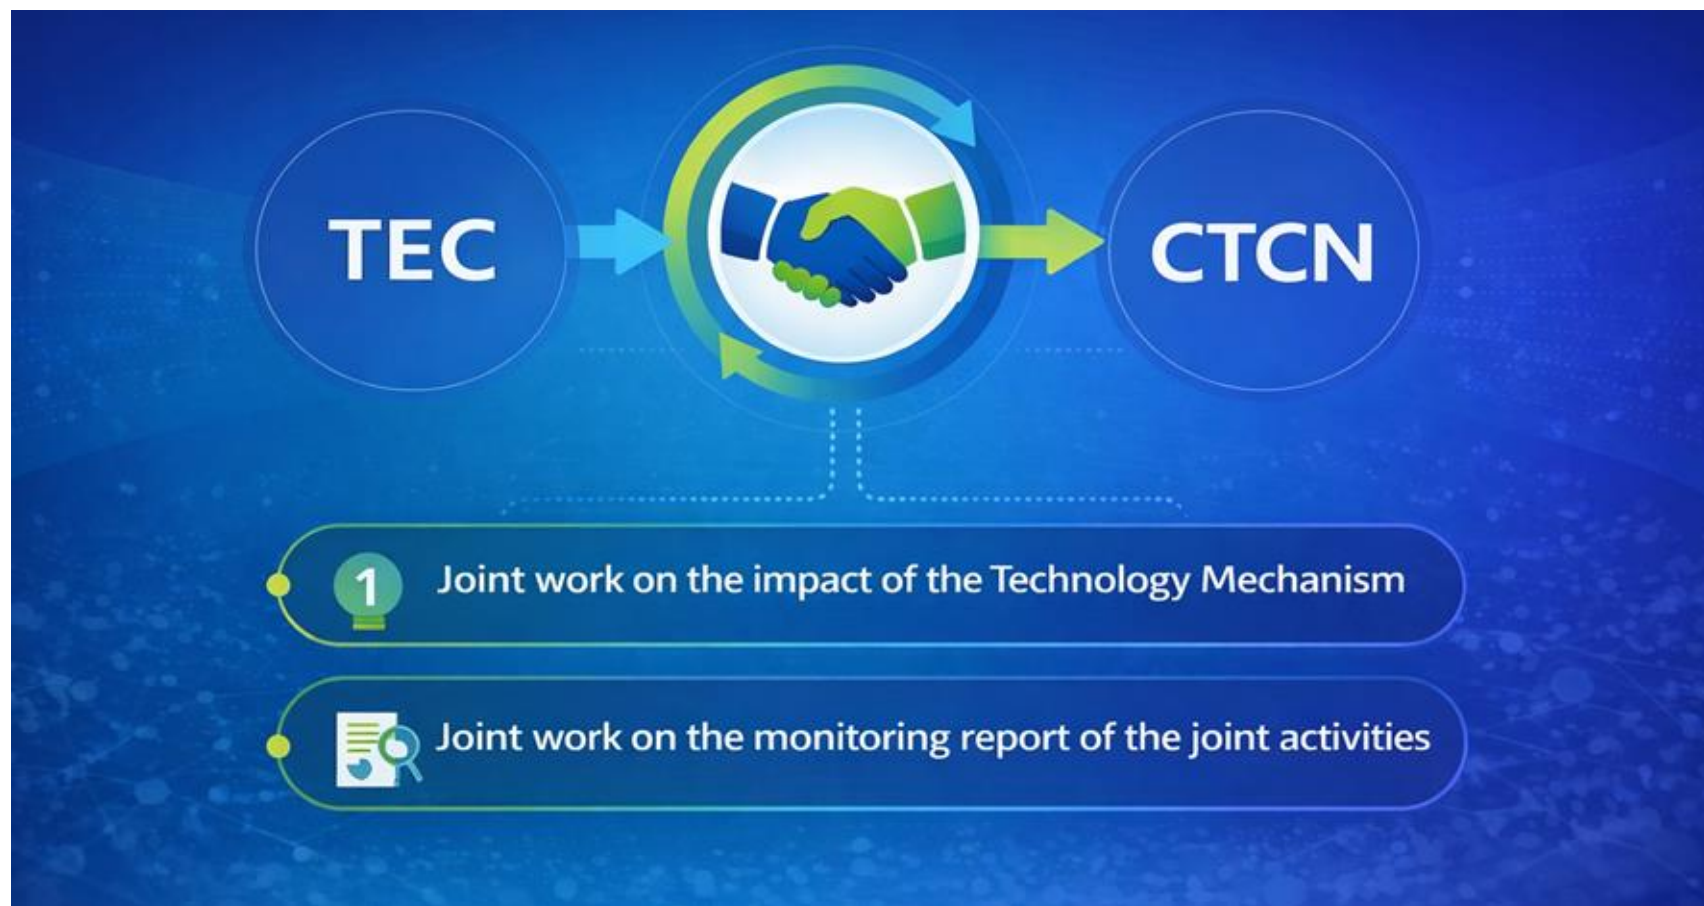 TEC
CTCN
1
Joint work on the impact of the Technology Mechanism
Joint work on the monitoring report of the joint activities